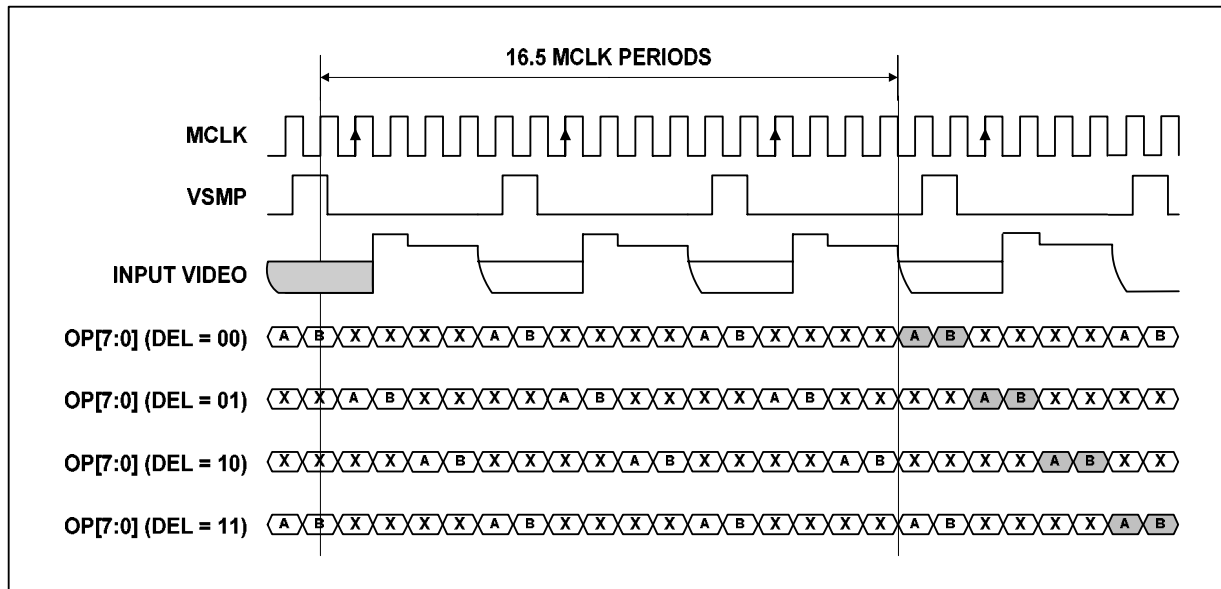 16.5 MCLK PERIODS
MCLK
VSMP
INPUT VIDEO
OP[7:0] (DEL = 00) A B X X X X A B X X X X A B X X X X A B X X X X A B
OP[7:0] (DEL = 01) X X A B X X X X A B X X X X A B X X X X A B X X X X
OP[7:0] (DEL = 10) X X X X A B X X X X A B X X X X A B X X X X A B X X
OP[7:0] (DEL = 11) A B X X X X A B X X X X A B X X X X A B X X X X A B